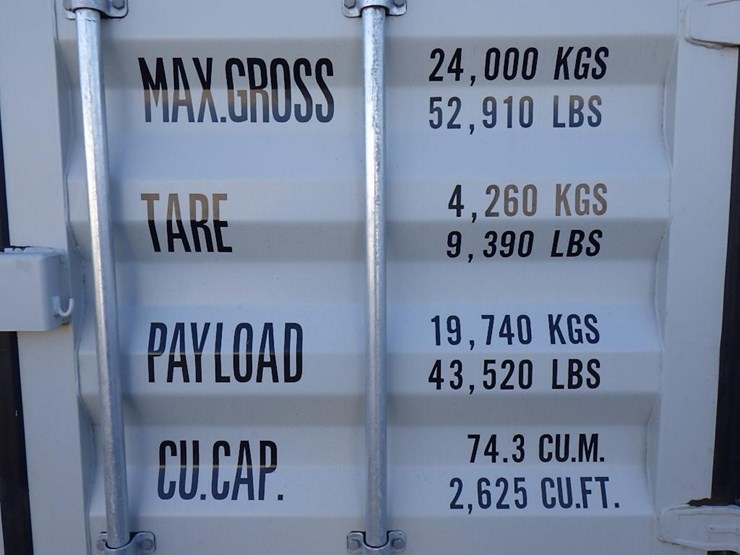 MAX.GROSS 24,000 KGS
52,910 LBS
TARE 4,260 KGS
9,390 LBS
PAYLOAD 19,740 KGS
43,520 LBS
CU.CAP. 74.3 CU.M.
2,625 CU.FT.